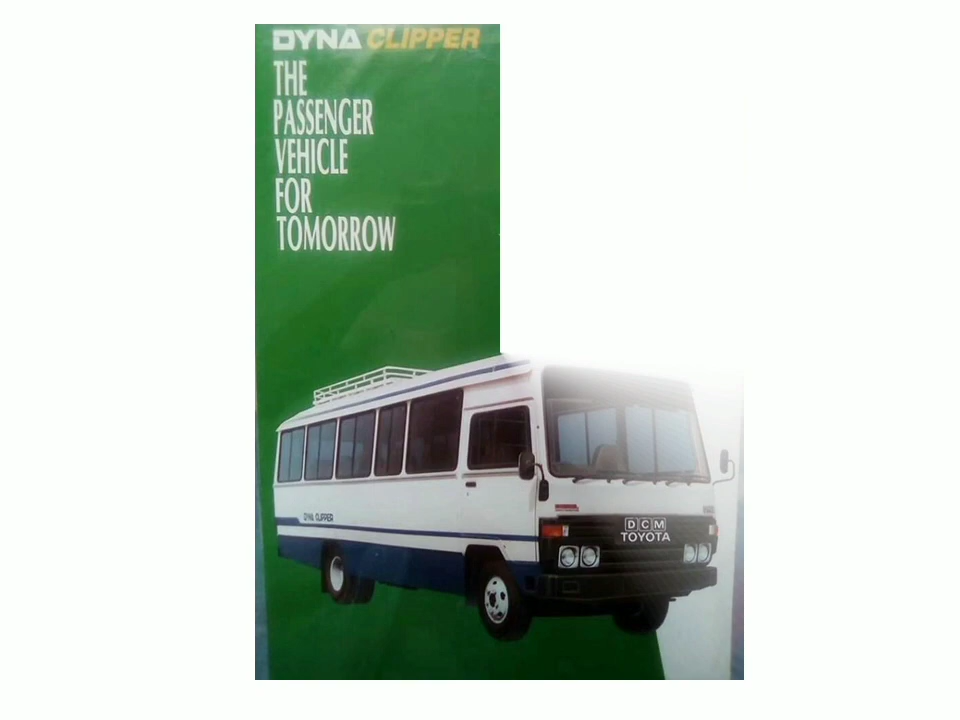 DYNA CLIPPER
THE
PASSENGER
VEHICLE
FOR
TOMORROW
DYNA CLIPPER
DCM
TOYOTA